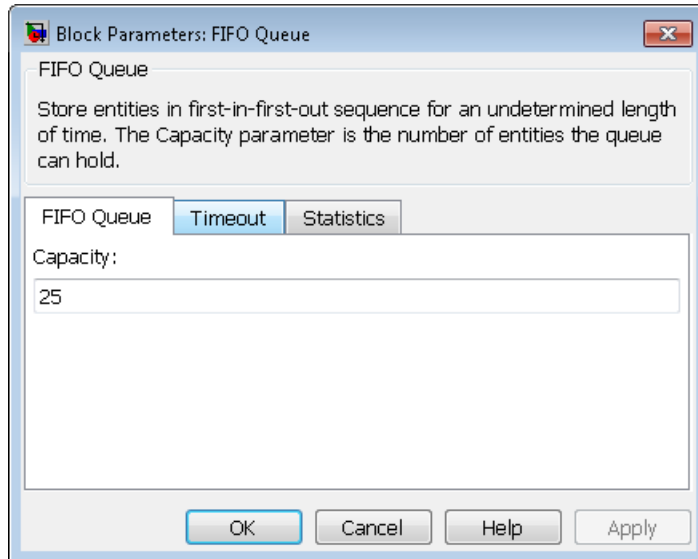 Block Parameters: FIFO Queue
FIFO Queue
Store entities in first-in-first-out sequence for an undetermined length
of time. The Capacity parameter is the number of entities the queue
can hold.
FIFO Queue Timeout Statistics
Capacity:
25
OK Cancel Help Apply